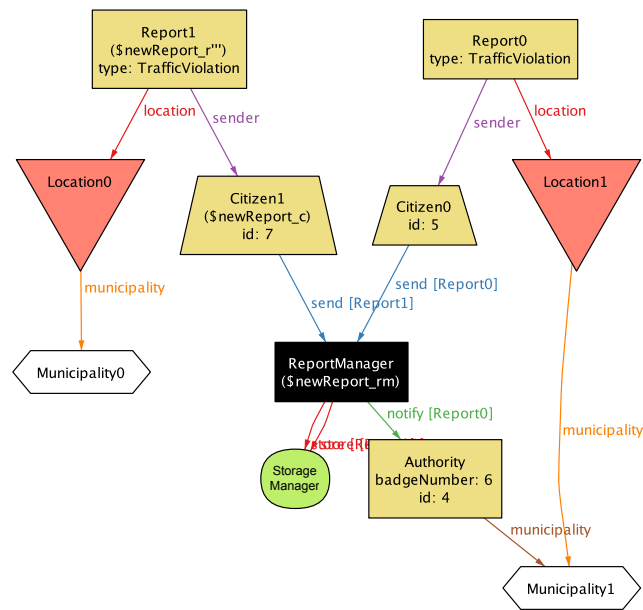 Report1
($newReport_r''')
type: TrafficViolation
Report0
type: TrafficViolation
location
sender
location
sender
Location0
Location1
Citizen1
($newReport_c)
id: 7
Citizen0
id: 5
municipality
send [Report0]
send [Report1]
ReportManager
($newReport_rm)
Municipality0
notify [Report0]
municipality
Storage
Manager
Authority
badgeNumber: 6
id: 4
municipality
Municipality1